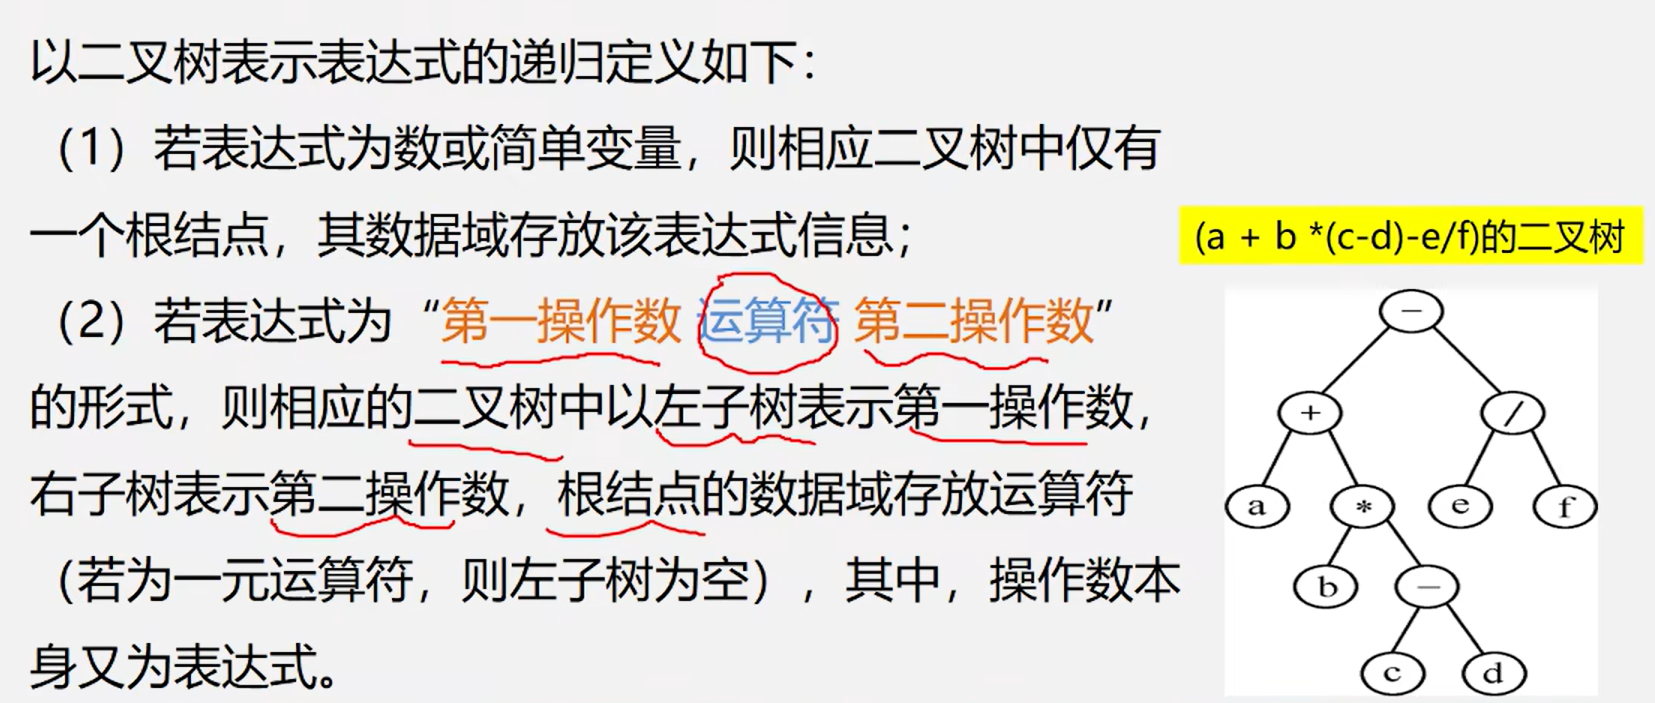 以二叉树表示表达式的递归定义如下：
（1）若表达式为数或简单变量，则相应二叉树中仅有
一个根结点，其数据域存放该表达式信息；
（2）若表达式为“第一操作数 运算符 第二操作数”
的形式，则相应的二叉树中以左子树表示第一操作数，
右子树表示第二操作数，根结点的数据域存放运算符
（若为一元运算符，则左子树为空），其中，操作数本
身又为表达式。
(a + b *(c-d)-e/f)的二叉树
−
+ /
a * e f
b −
c d